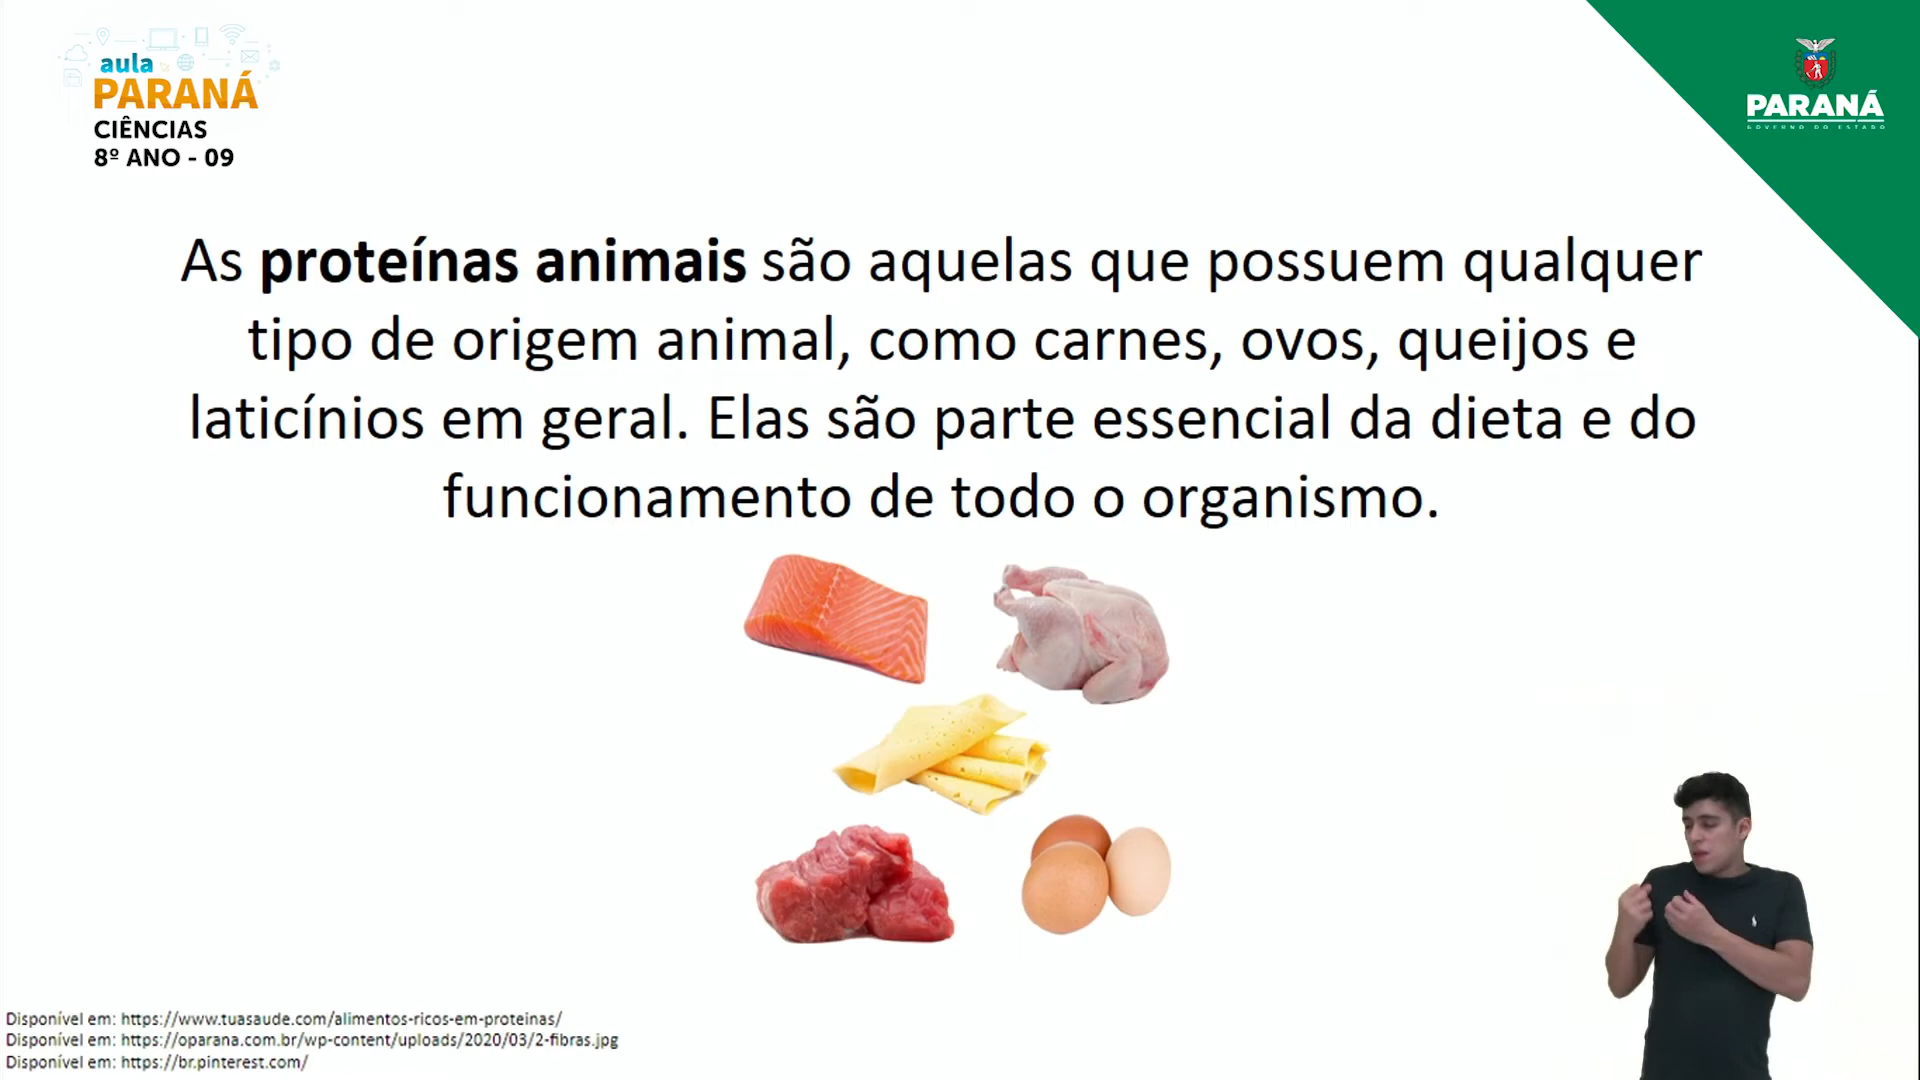 aula
PARANÁ
CIÊNCIAS
8º ANO - 09
PARANÁ
GOVERNO DO ESTADO
As proteínas animais são aquelas que possuem qualquer
tipo de origem animal, como carnes, ovos, queijos e
laticínios em geral. Elas são parte essencial da dieta e do
funcionamento de todo o organismo.
Disponível em: https://www.tuasaude.com/alimentos-ricos-em-proteinas/
Disponível em: https://oparana.com.br/wp-content/uploads/2020/03/2-fibras.jpg
Disponível em: https://br.pinterest.com/